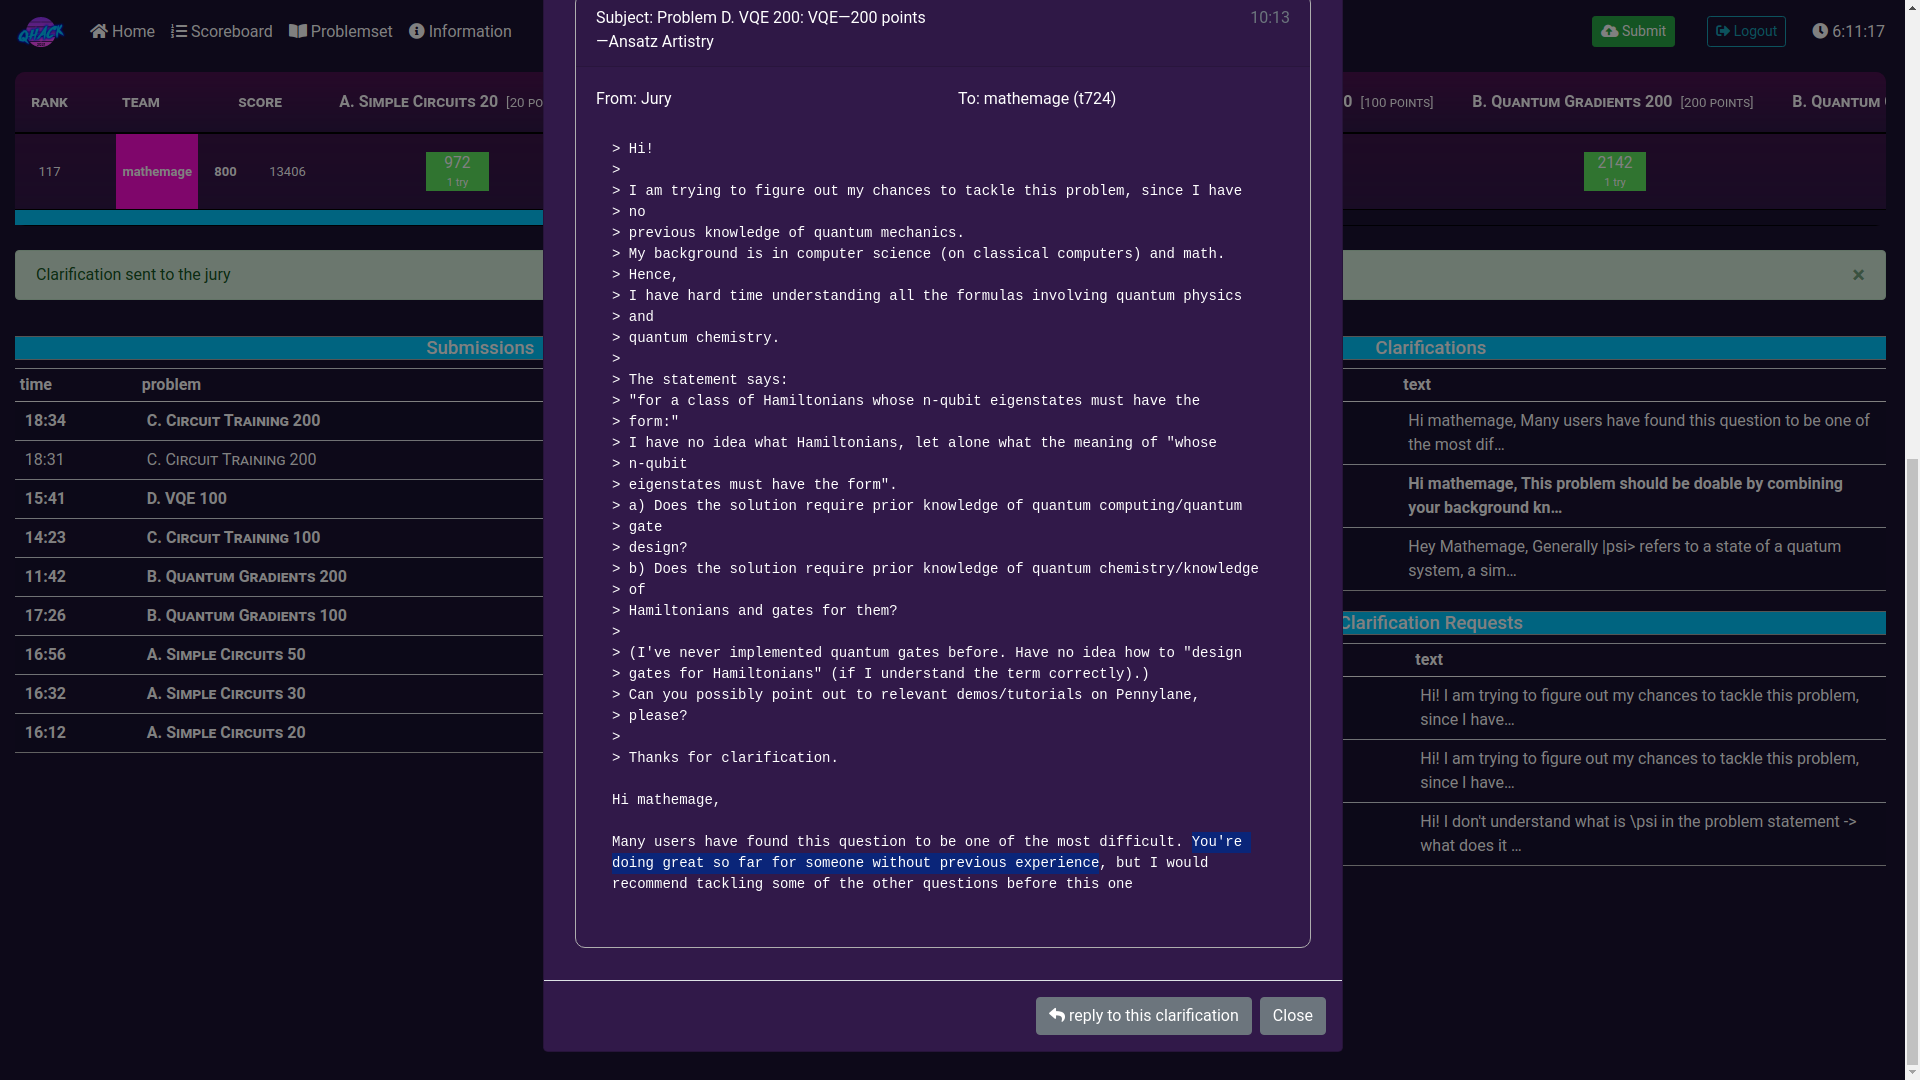 QHACK
Home
Scoreboard
Problemset
Information
Submit
Logout
6:11:17
RANK
TEAM
SCORE
A. SIMPLE CIRCUITS 20 [20 PO
0 [100 POINTS]
B. QUANTUM GRADIENTS 200 [200 POINTS]
B. QUANTUM
117
mathemage
800
13406
972
1 try
2142
1 try
Clarification sent to the jury
×
Submissions
time
problem
18:34
C. CIRCUIT TRAINING 200
18:31
C. CIRCUIT TRAINING 200
15:41
D. VQE 100
14:23
C. CIRCUIT TRAINING 100
11:42
B. QUANTUM GRADIENTS 200
17:26
B. QUANTUM GRADIENTS 100
16:56
A. SIMPLE CIRCUITS 50
16:32
A. SIMPLE CIRCUITS 30
16:12
A. SIMPLE CIRCUITS 20
Subject: Problem D. VQE 200: VQE—200 points
—Ansatz Artistry
10:13
From: Jury
To: mathemage (t724)
> Hi!
>
> I am trying to figure out my chances to tackle this problem, since I have
> no
> previous knowledge of quantum mechanics.
> My background is in computer science (on classical computers) and math.
> Hence,
> I have hard time understanding all the formulas involving quantum physics
> and
> quantum chemistry.
>
> The statement says:
> "for a class of Hamiltonians whose n-qubit eigenstates must have the
> form:"
> I have no idea what Hamiltonians, let alone what the meaning of "whose
> n-qubit
> eigenstates must have the form".
> a) Does the solution require prior knowledge of quantum computing/quantum
> gate
> design?
> b) Does the solution require prior knowledge of quantum chemistry/knowledge
> of
> Hamiltonians and gates for them?
>
> (I've never implemented quantum gates before. Have no idea how to "design
> gates for Hamiltonians" (if I understand the term correctly).)
> Can you possibly point out to relevant demos/tutorials on Pennylane,
> please?
>
> Thanks for clarification.
Hi mathemage,
Many users have found this question to be one of the most difficult. You're
doing great so far for someone without previous experience, but I would
recommend tackling some of the other questions before this one
reply to this clarification
Close
Clarifications
text
Hi mathemage, Many users have found this question to be one of
the most dif…
Hi mathemage, This problem should be doable by combining
your background kn…
Hey Mathemage, Generally |psi> refers to a state of a quatum
system, a sim…
Clarification Requests
text
Hi! I am trying to figure out my chances to tackle this problem,
since I have…
Hi! I am trying to figure out my chances to tackle this problem,
since I have…
Hi! I don't understand what is \psi in the problem statement ->
what does it …